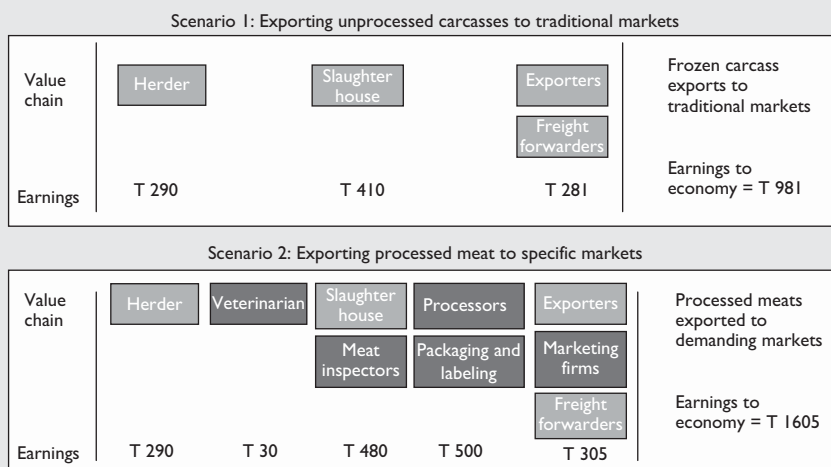 Scenario 1: Exporting unprocessed carcasses to traditional markets
Value
chain
Herder
Slaughter
house
Exporters
Freight
forwarders
Frozen carcass
exports to
traditional markets
Earnings
T 290
T 410
T 281
Earnings to
economy = T 981
Scenario 2: Exporting processed meat to specific markets
Value
chain
Herder
Veterinarian
Slaughter
house
Processors
Exporters
Meat
inspectors
Packaging and
labeling
Marketing
firms
Freight
forwarders
Processed meats
exported to
demanding markets
Earnings
T 290
T 30
T 480
T 500
T 305
Earnings to
economy = T 1605